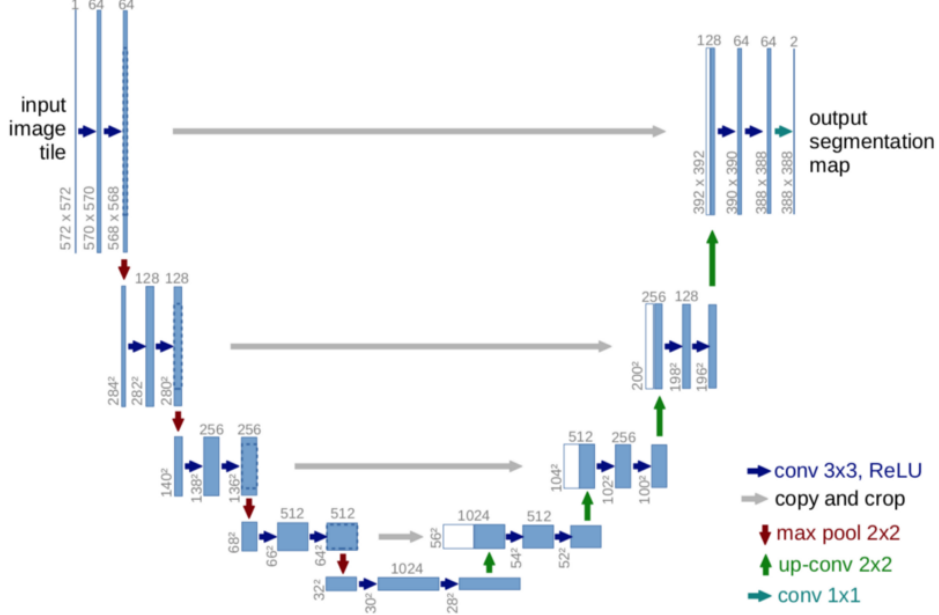 1 64 64
input
image
tile
572 x 572
570 x 570
568 x 568
128 64 64 2
output
segmentation
map
392 x 392
390 x 390
388 x 388
388 x 388
128 128
284²
282²
280²
256 128
200²
198²
196²
256 256
140²
138²
136²
512 256
104²
102²
100²
512 512
68²
66²
64²
1024 512
56²
54²
52²
1024
32²
30²
28²
conv 3x3, ReLU
copy and crop
max pool 2x2
up-conv 2x2
conv 1x1